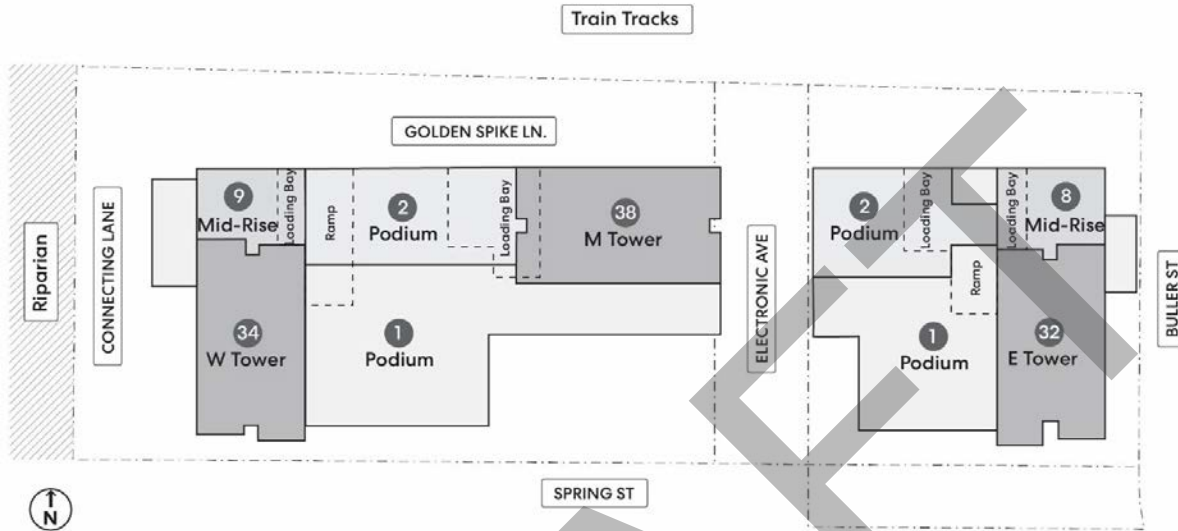 Train Tracks
GOLDEN SPIKE LN.
Riparian
CONNECTING LANE
9
Mid-Rise
Loading Bay
Ramp
2
Podium
Loading Bay
38
M Tower
34
W Tower
1
Podium
ELECTRONIC AVE
2
Podium
Loading Bay
Loading Bay
8
Mid-Rise
Ramp
1
Podium
32
E Tower
BULLER ST
SPRING ST
N